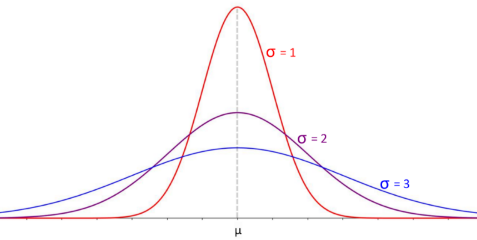 σ = 1
σ = 2
σ = 3
μ